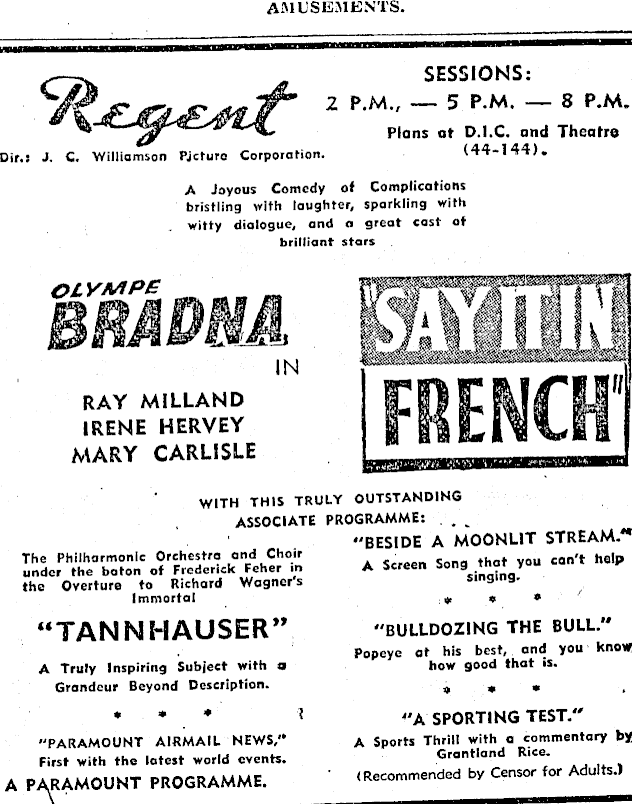 AMUSEMENTS.
Regent
Dir.: J. C. Williamson Picture Corporation.
SESSIONS:
2 P.M., — 5 P.M. — 8 P.M.
Plans at D.I.C. and Theatre
(44-144).
A Joyous Comedy of Complications
bristling with laughter, sparkling with
witty dialogue, and a great cast of
brilliant stars
OLYMPE
BRADNA
IN
RAY MILLAND
IRENE HERVEY
MARY CARLISLE
"SAY IT IN
FRENCH"
WITH THIS TRULY OUTSTANDING
ASSOCIATE PROGRAMME:
The Philharmonic Orchestra and Choir
under the baton of Frederick Feher in
the Overture to Richard Wagner's
Immortal
"TANNHAUSER"
A Truly Inspiring Subject with a
Grandeur Beyond Description.
* * *
"PARAMOUNT AIRMAIL NEWS,"
First with the latest world events.
A PARAMOUNT PROGRAMME.
"BESIDE A MOONLIT STREAM."
A Screen Song that you can't help
singing.
* * *
"BULLDOZING THE BULL."
Popeye at his best, and you know
how good that is.
* * *
"A SPORTING TEST."
A Sports Thrill with a commentary by
Grantland Rice.
(Recommended by Censor for Adults.)